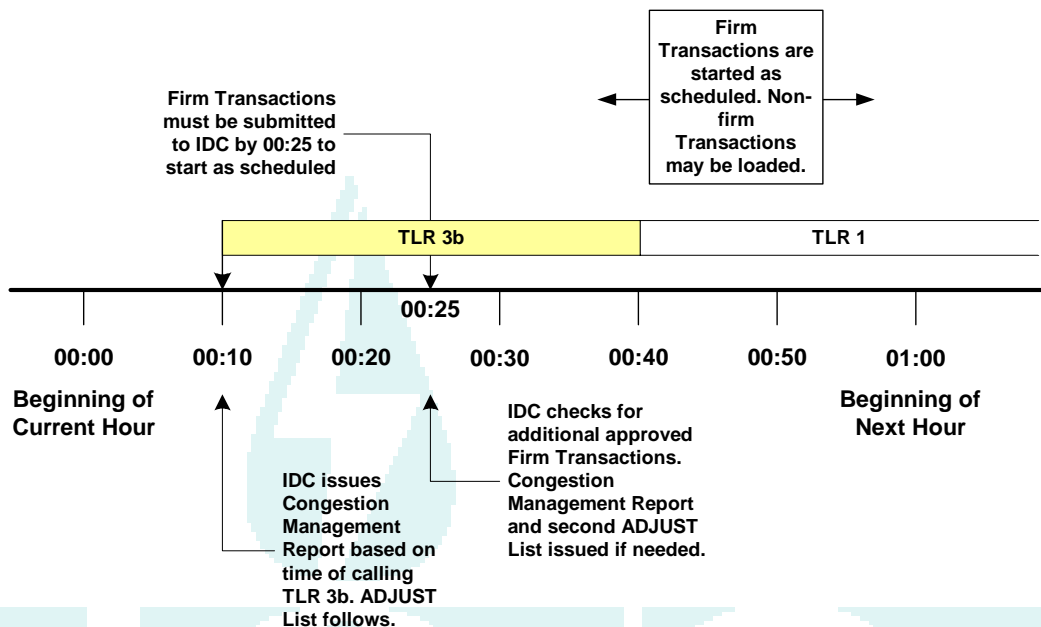 Firm
Transactions are
started as
scheduled. Non-
firm
Transactions
may be loaded.
Firm Transactions
must be submitted
to IDC by 00:25 to
start as scheduled
TLR 3b
TLR 1
00:25
00:00
00:10
00:20
00:30
00:40
00:50
01:00
Beginning of
Current Hour
Beginning of
Next Hour
IDC issues
Congestion
Management
Report based on
time of calling
TLR 3b. ADJUST
List follows.
IDC checks for
additional approved
Firm Transactions.
Congestion
Management Report
and second ADJUST
List issued if needed.